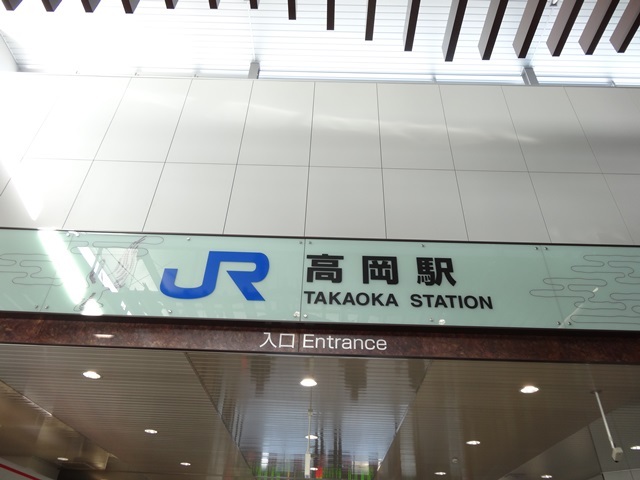 JR 高岡駅
TAKAOKA STATION
入口 Entrance